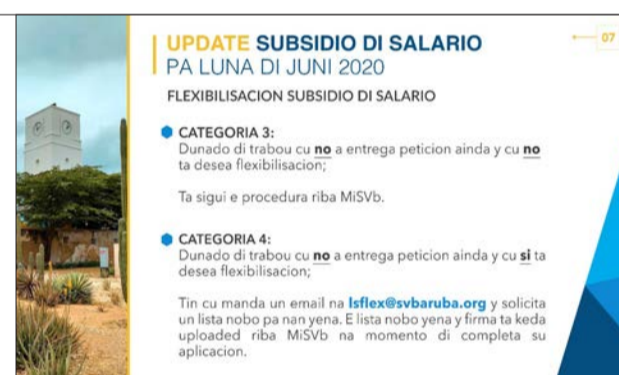 UPDATE SUBSIDIO DI SALARIO
PA LUNA DI JUNI 2020
07
FLEXIBILISACION SUBSIDIO DI SALARIO
CATEGORIA 3:
Dunado di trabou cu no a entrega peticion ainda y cu no
ta desea flexibilisacion;
Ta sigui e procedura riba MiSVb.
CATEGORIA 4:
Dunado di trabou cu no a entrega peticion ainda y cu si ta
desea flexibilisacion;
Tin cu manda un email na lsflex@svbaruba.org y solicita
un lista nobo pa nan yena. E lista nobo yena y firma ta keda
uploaded riba MiSVb na momento di completa su
aplicacion.